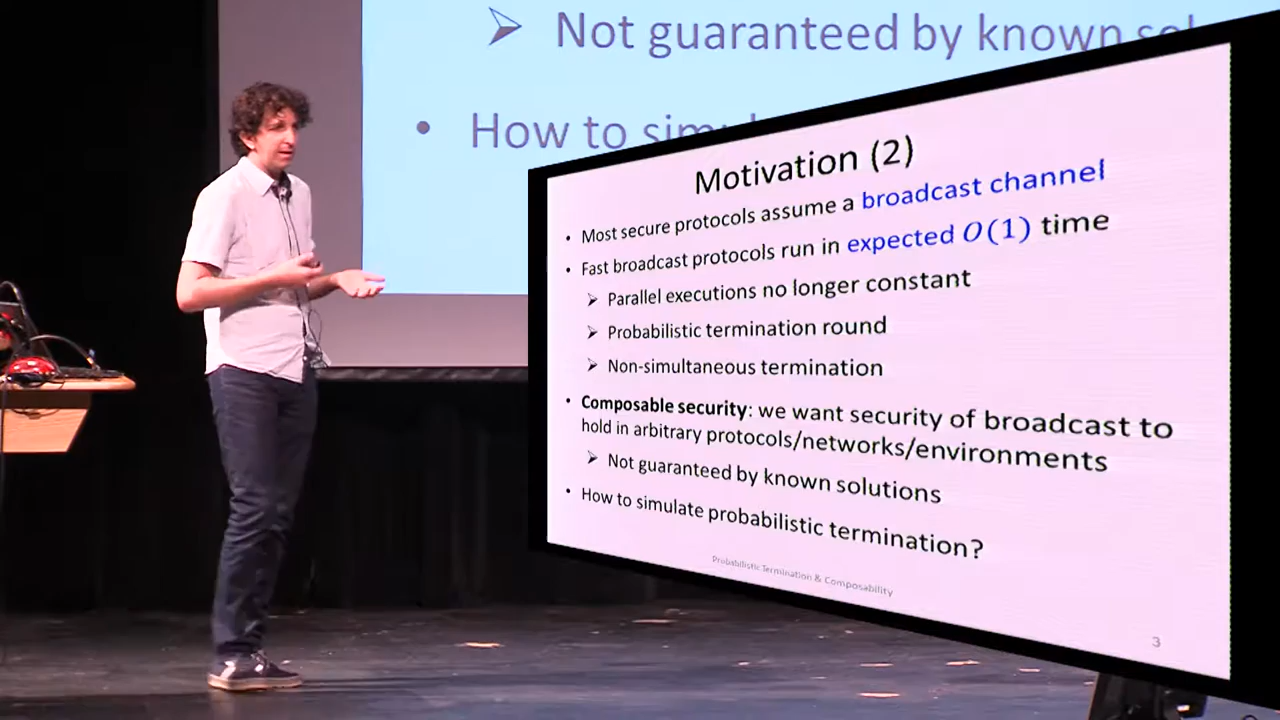 Not guaranteed by known
How to
Motivation (2)
• Most secure protocols assume a broadcast channel
• Fast broadcast protocols run in expected O(1) time
➢ Parallel executions no longer constant
➢ Probabilistic termination round
➢ Non-simultaneous termination
• Composable security: we want security of broadcast to
hold in arbitrary protocols/networks/environments
➢ Not guaranteed by known solutions
• How to simulate probabilistic termination?
Probabilistic Termination & Composability
3